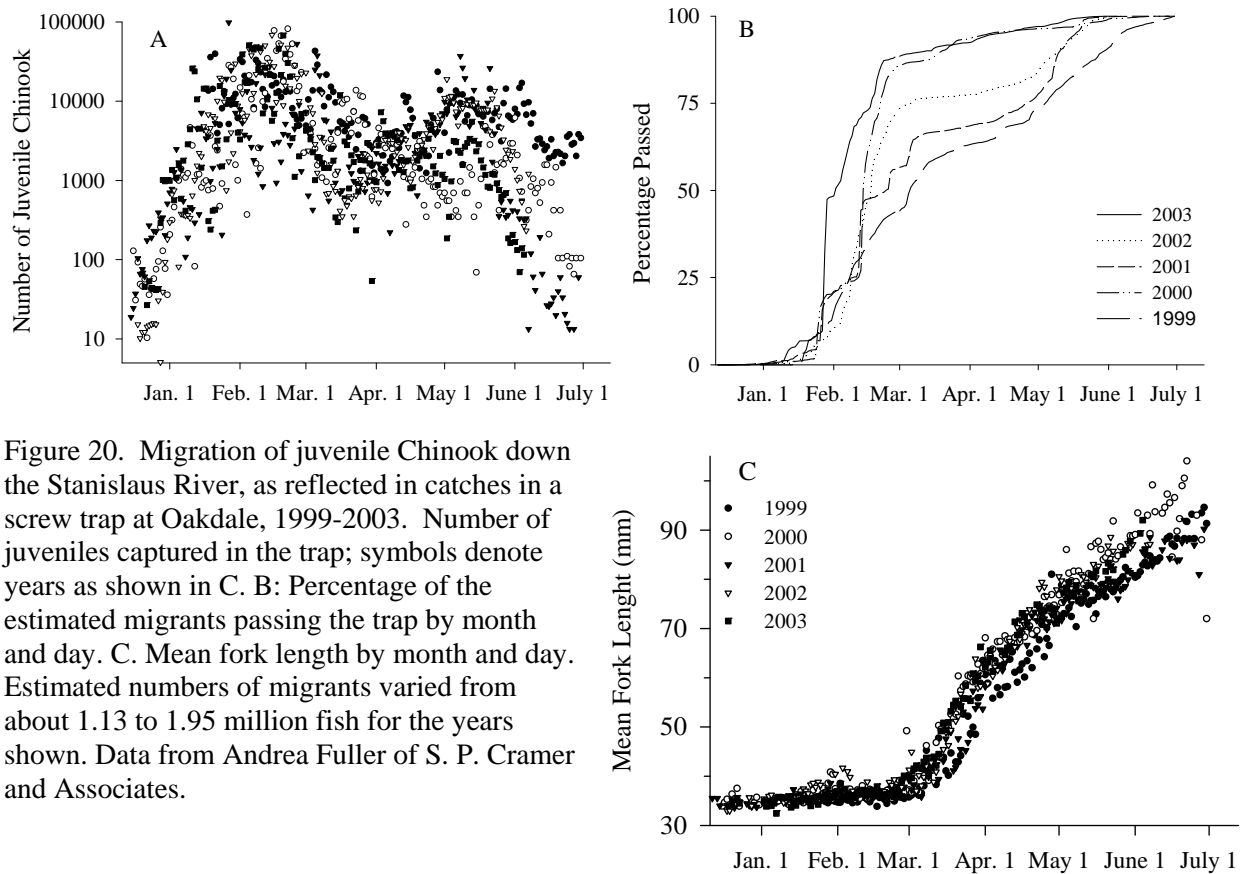 A
Number of Juvenile Chinook
100000
10000
1000
100
10
Jan. 1 Feb. 1 Mar. 1 Apr. 1 May 1 June 1 July 1
B
Percentage Passed
100
75
50
25
0
2003
2002
2001
2000
1999
Jan. 1 Feb. 1 Mar. 1 Apr. 1 May 1 June 1 July 1
Figure 20. Migration of juvenile Chinook down
the Stanislaus River, as reflected in catches in a
screw trap at Oakdale, 1999-2003. Number of
juveniles captured in the trap; symbols denote
years as shown in C. B: Percentage of the
estimated migrants passing the trap by month
and day. C. Mean fork length by month and day.
Estimated numbers of migrants varied from
about 1.13 to 1.95 million fish for the years
shown. Data from Andrea Fuller of S. P. Cramer
and Associates.
C
Mean Fork Lenght (mm)
90
70
50
30
1999
2000
2001
2002
2003
Jan. 1 Feb. 1 Mar. 1 Apr. 1 May 1 June 1 July 1